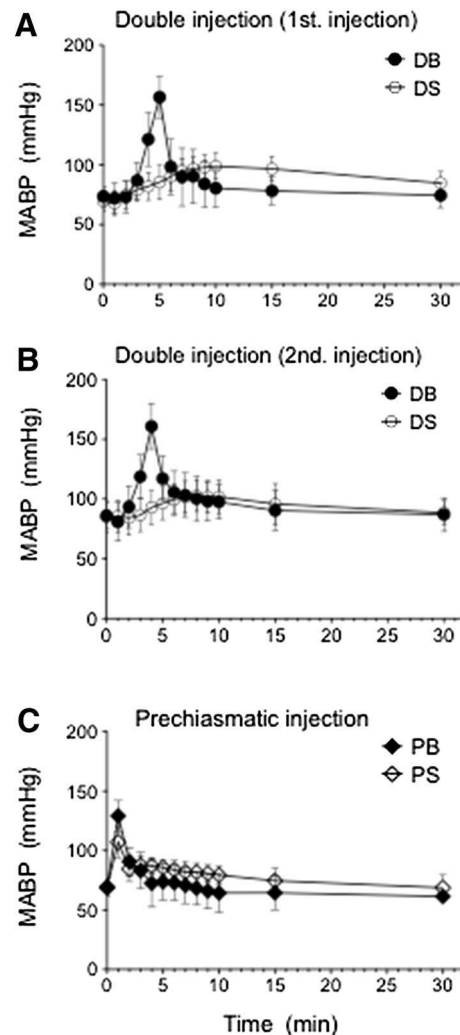 A
Double injection (1st. injection)
MABP (mmHg)
200
150
100
50
0
DB
DS
0 5 10 15 20 25 30
B
Double injection (2nd. injection)
MABP (mmHg)
200
150
100
50
0
DB
DS
0 5 10 15 20 25 30
C
Prechiasmatic injection
MABP (mmHg)
200
150
100
50
0
PB
PS
0 5 10 15 20 25 30
Time (min)